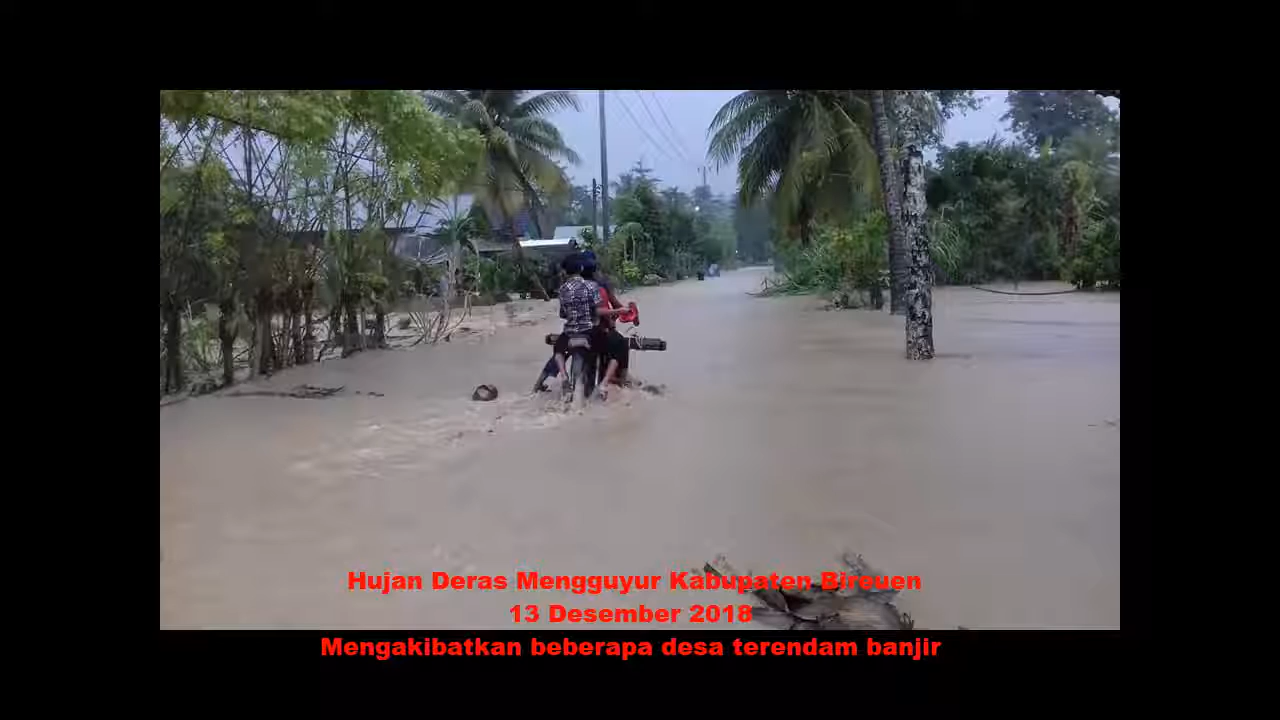 Hujan Deras Mengguyur Kabupaten Bireuen
13 Desember 2018
Mengakibatkan beberapa desa terendam banjir